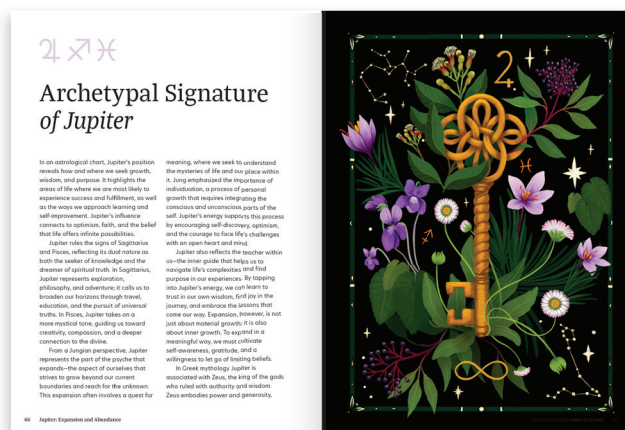 ♃ ♐ ♓
Archetypal Signature
of Jupiter
In an astrological chart, Jupiter's position
reveals how and where we seek growth,
wisdom, and purpose. It highlights the
areas of life where we are most likely to
experience success and fulfillment, as well
as the ways we approach learning and
self-improvement. Jupiter's influence
connects to optimism, faith, and the belief
that life offers infinite possibilities.
Jupiter rules the signs of Sagittarius
and Pisces, reflecting its dual nature as
both the seeker of knowledge and the
dreamer of spiritual truth. In Sagittarius,
Jupiter represents exploration,
philosophy, and adventure; it calls us to
broaden our horizons through travel,
education, and the pursuit of universal
truths. In Pisces, Jupiter takes on a
more mystical tone, guiding us toward
creativity, compassion, and a deeper
connection to the divine.
From a Jungian perspective, Jupiter
represents the part of the psyche that
expands—the aspect of ourselves that
strives to grow beyond our current
boundaries and reach for the unknown.
This expansion often involves a quest for
meaning, where we seek to understand
the mysteries of life and our place within
it. Jung emphasized the importance of
individuation, a process of personal
growth that requires integrating the
conscious and unconscious parts of the
self. Jupiter's energy supports this process
by encouraging self-discovery, optimism,
and the courage to face life's challenges
with an open heart and mind.
Jupiter also reflects the teacher within
us—the inner guide that helps us to
navigate life's complexities and find
purpose in our experiences. By tapping
into Jupiter's energy, we can learn to
trust in our own wisdom, find joy in the
journey, and embrace the lessons that
come our way. Expansion, however, is not
just about material growth; it is also
about inner growth. To expand in a
meaningful way, we must cultivate
self-awareness, gratitude, and a
willingness to let go of limiting beliefs.
In Greek mythology Jupiter is
associated with Zeus, the king of the gods
who ruled with authority and wisdom.
Zeus embodies power and generosity,
Jupiter: Expansion and Abundance
♃
♓
♐
∞